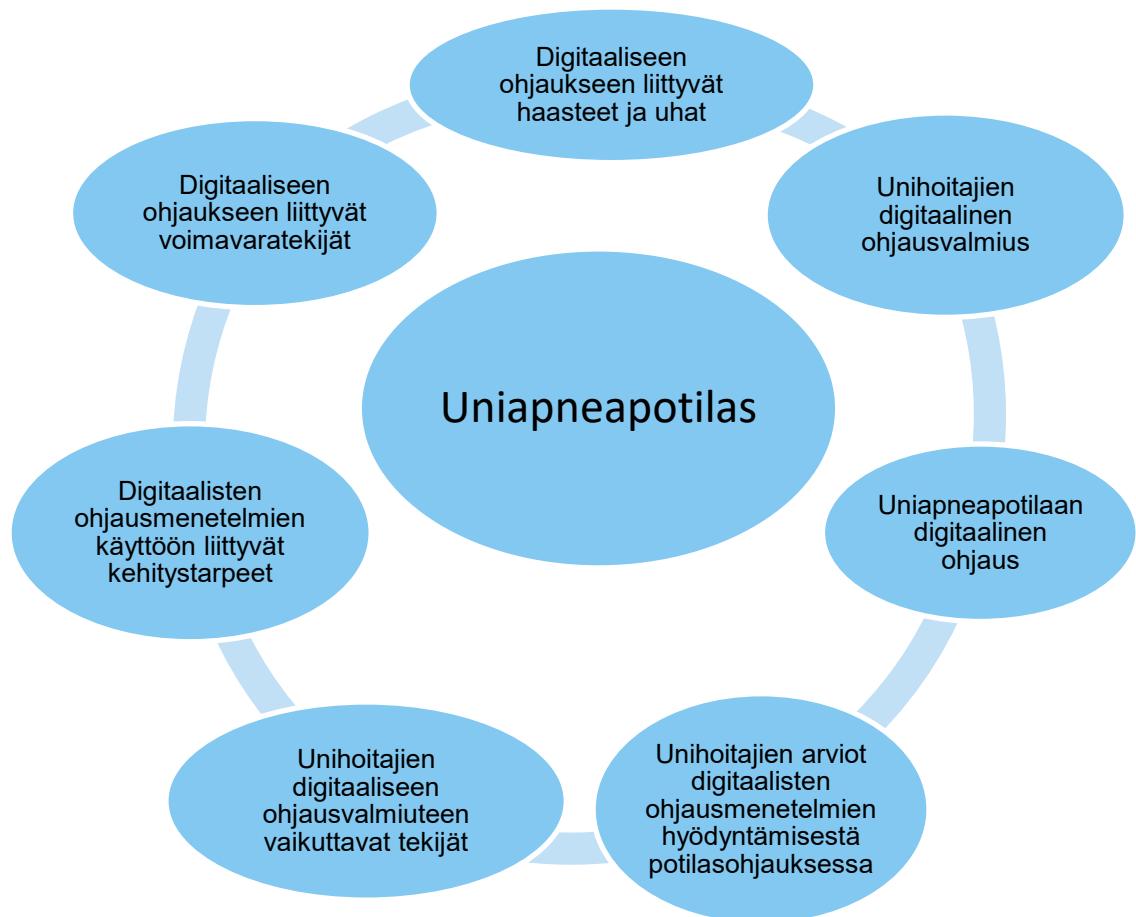 Digitaaliseen
ohjaukseen liittyvät
haasteet ja uhat
Unihoitajien
digitaalinen
ohjausvalmius
Uniapneapotilaan
digitaalinen
ohjaus
Unihoitajien arviot
digitaalisten
ohjausmenetelmien
hyödyntämisestä
potilasohjauksessa
Unihoitajien
digitaaliseen
ohjausvalmiuteen
vaikuttavat tekijät
Digitaalisten
ohjausmenetelmien
käyttöön liittyvät
kehitystarpeet
Digitaaliseen
ohjaukseen liittyvät
voimavaratekijät
Uniapneapotilas